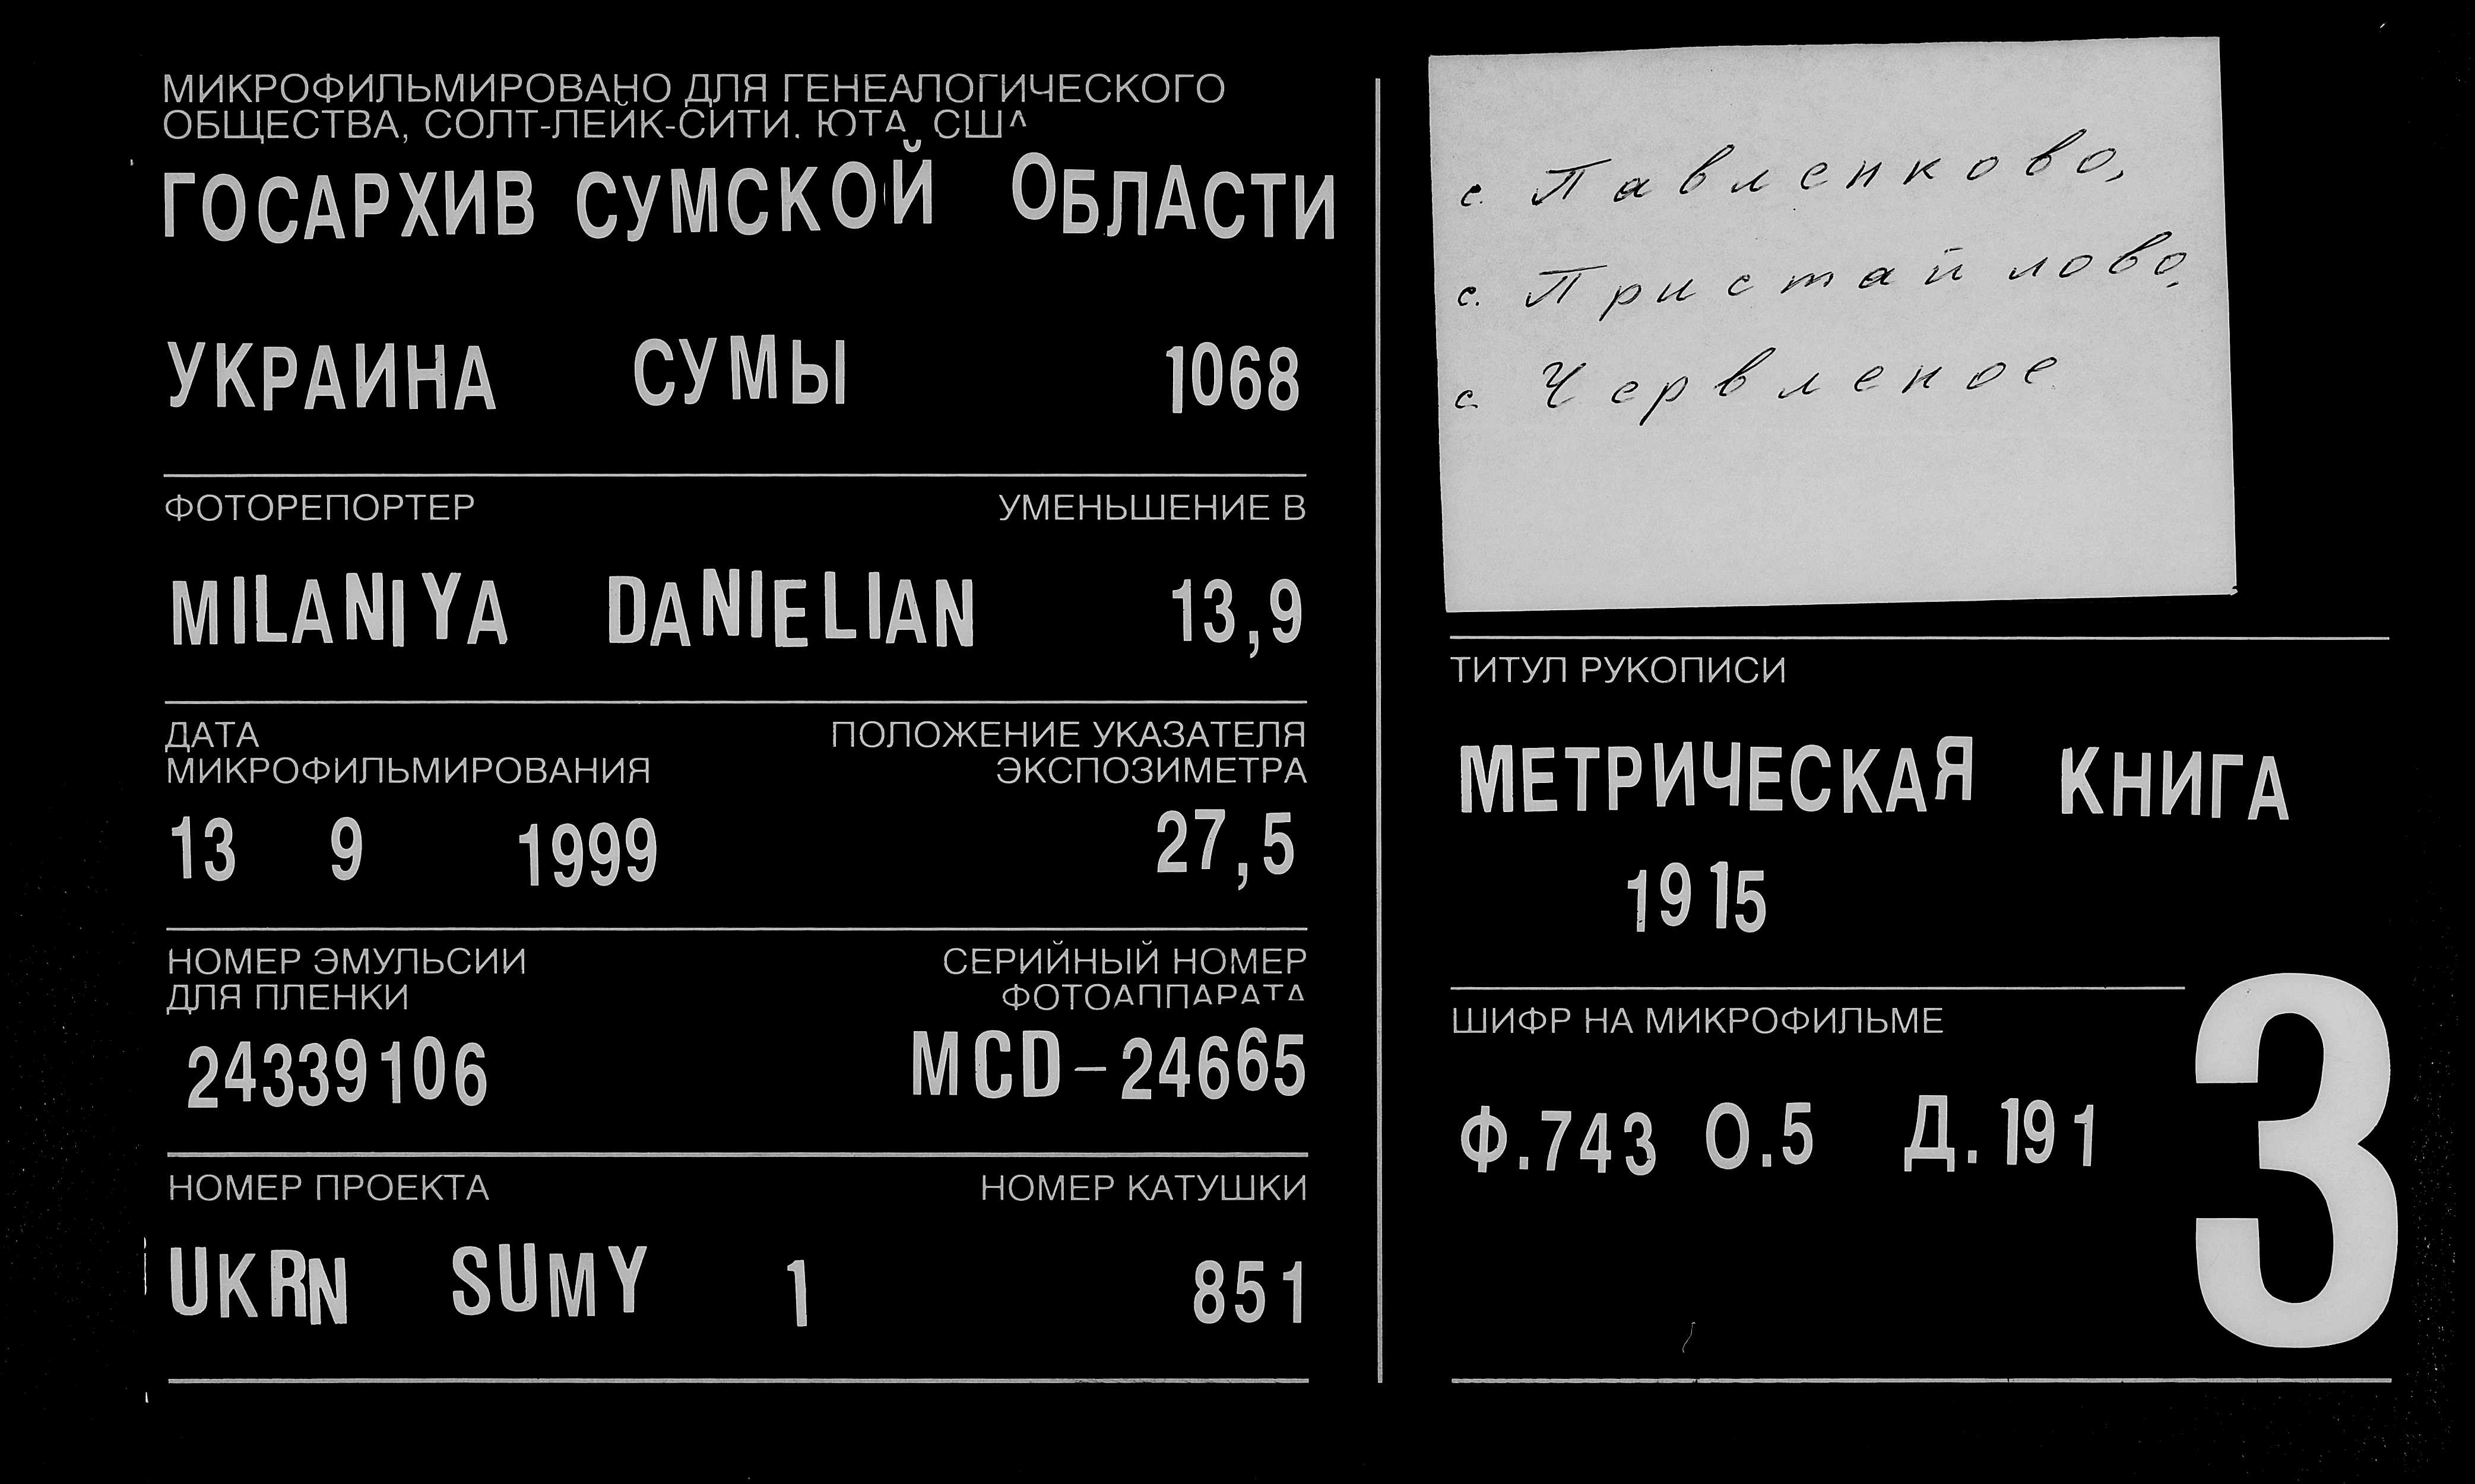 МИКРОФИЛЬМИРОВАНО ДЛЯ ГЕНЕАЛОГИЧЕСКОГО
ОБЩЕСТВА, СОЛТ-ЛЕЙК-СИТИ, ЮТА, США
ГОСАРХИВ СУМСКОЙ ОБЛАСТИ
УКРАИНА СУМЫ 1068
ФОТОРЕПОРТЕР УМЕНЬШЕНИЕ В
MILANIYA DANIELIAN 13,9
ДАТА ПОЛОЖЕНИЕ УКАЗАТЕЛЯ
МИКРОФИЛЬМИРОВАНИЯ ЭКСПОЗИМЕТРА
13 9 1999 27,5
НОМЕР ЭМУЛЬСИИ СЕРИЙНЫЙ НОМЕР
ДЛЯ ПЛЕНКИ ФОТОАППАРАТА
24339106 MCD-24665
НОМЕР ПРОЕКТА НОМЕР КАТУШКИ
UKRN SUMY 1 851
с. Павленково,
с. Пристайлово,
с Червленое
ТИТУЛ РУКОПИСИ
МЕТРИЧЕСКАЯ КНИГА
1915
ШИФР НА МИКРОФИЛЬМЕ
Ф.743 О.5 Д.191
3